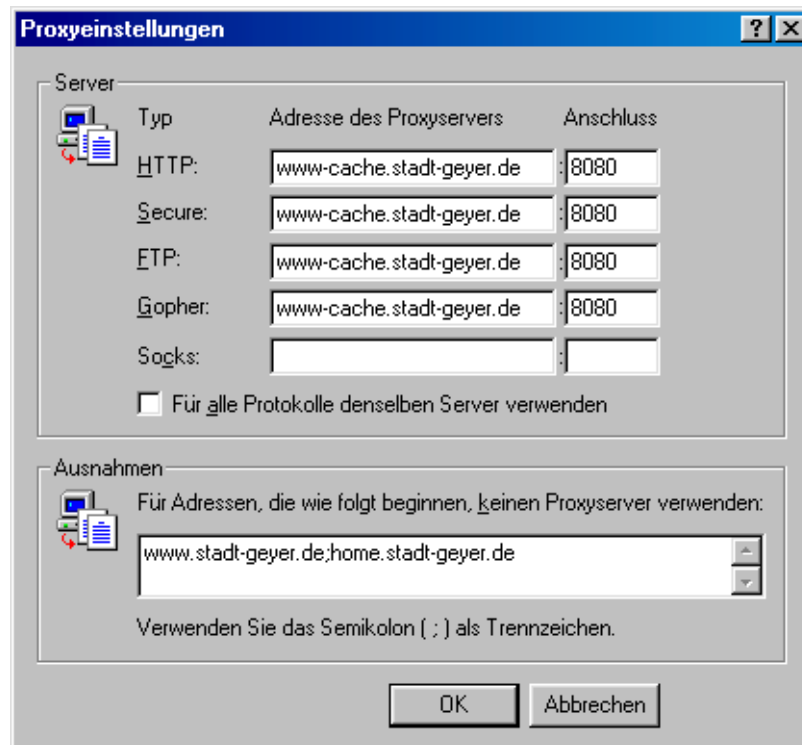 Proxyeinstellungen
Server
Typ Adresse des Proxyservers Anschluss
HTTP: www-cache.stadt-geyer.de : 8080
Secure: www-cache.stadt-geyer.de : 8080
FTP: www-cache.stadt-geyer.de : 8080
Gopher: www-cache.stadt-geyer.de : 8080
Socks: :
Für alle Protokolle denselben Server verwenden
Ausnahmen
Für Adressen, die wie folgt beginnen, keinen Proxyserver verwenden:
www.stadt-geyer.de;home.stadt-geyer.de
Verwenden Sie das Semikolon ( ; ) als Trennzeichen.
OK Abbrechen